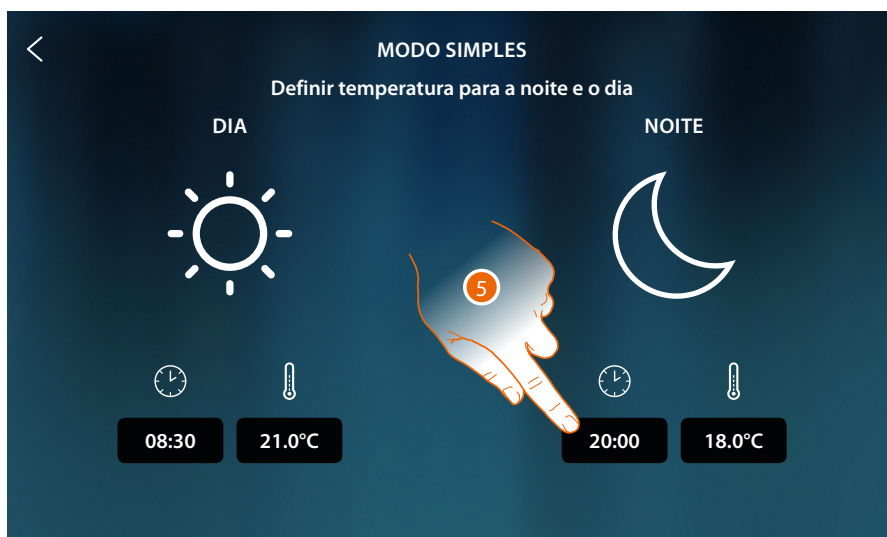 MODO SIMPLES
Definir temperatura para a noite e o dia
DIA
NOITE
5
08:30
21.0°C
20:00
18.0°C